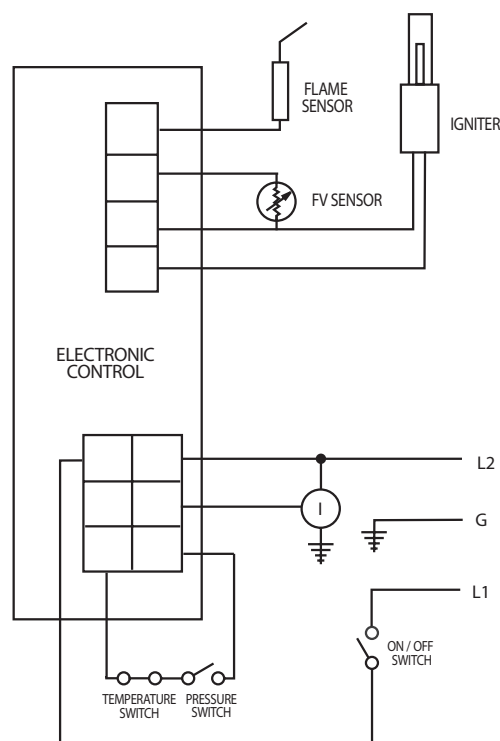 FLAME
SENSOR
IGNITER
FV SENSOR
ELECTRONIC
CONTROL
L2
I
G
L1
ON / OFF
SWITCH
TEMPERATURE
SWITCH
PRESSURE
SWITCH